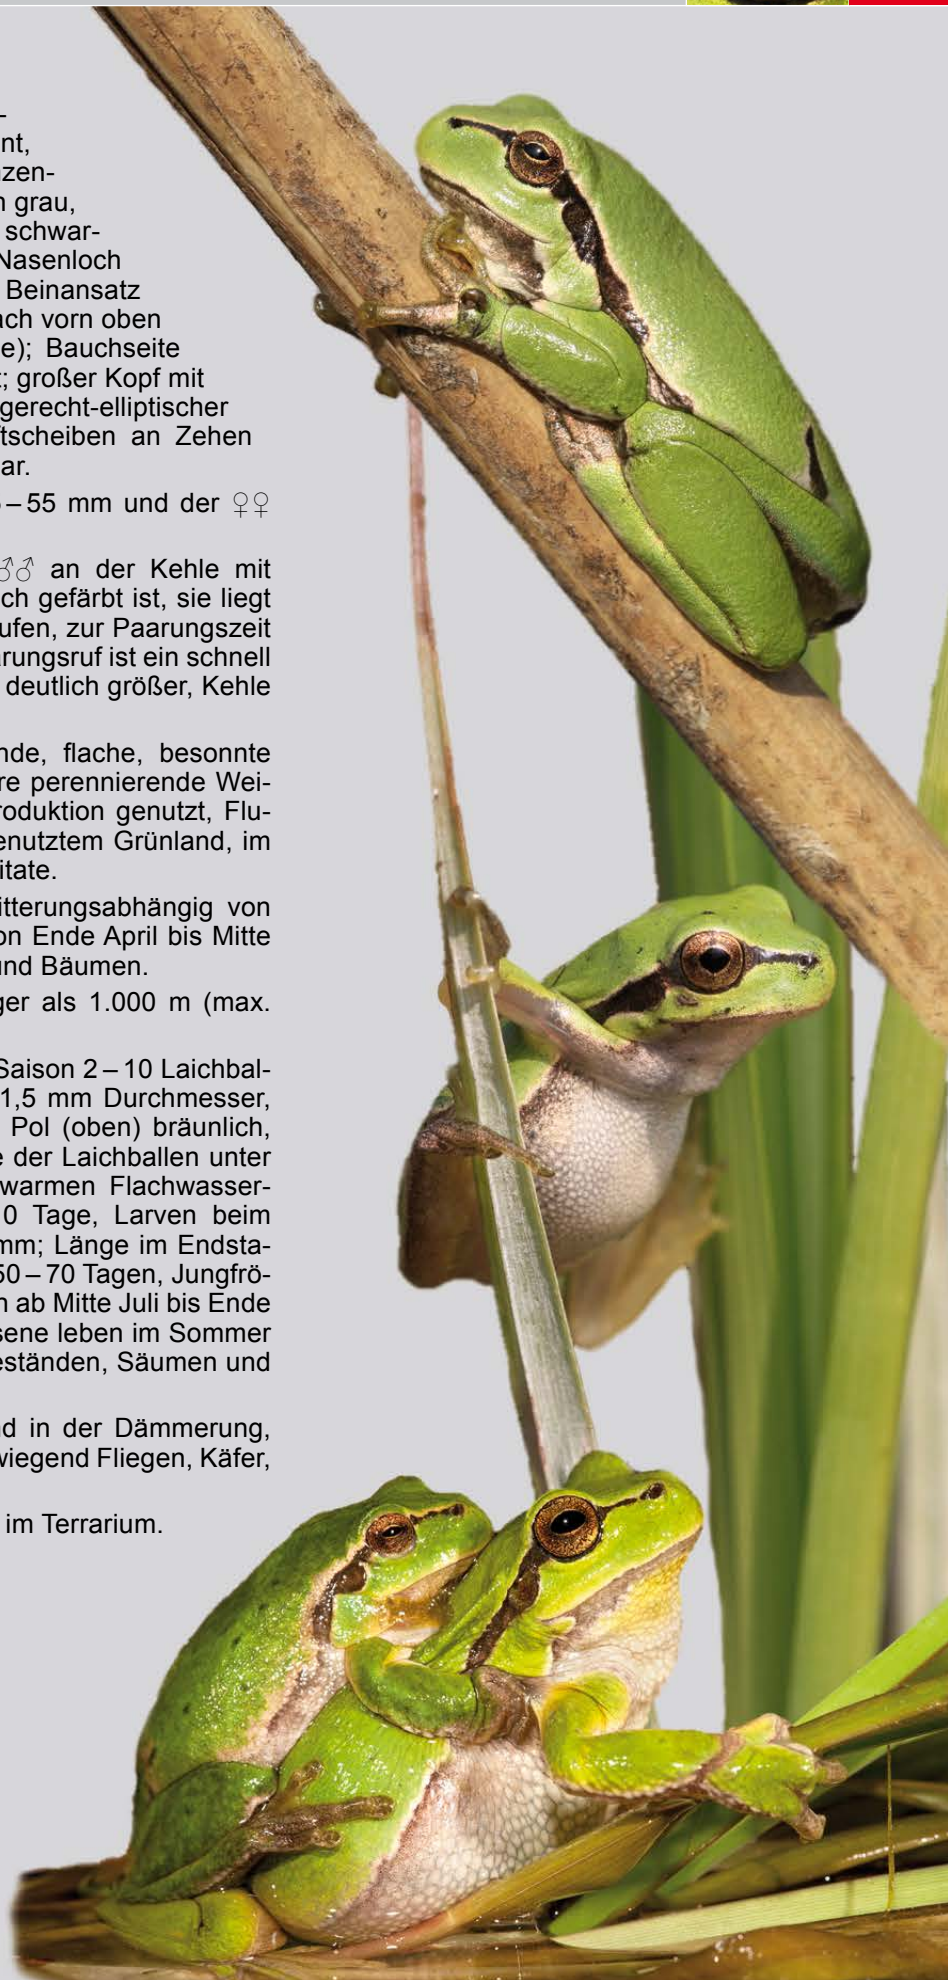 -
nt,
zen-
n grau,
schwar-
Nasenloch
Beinansatz
ach vorn oben
e); Bauchseite
t; großer Kopf mit
gerecht-elliptischer
ftscheiben an Zehen
ar.
– 55 mm und der ♀♀
♂♂ an der Kehle mit
ch gefärbt ist, sie liegt
ufen, zur Paarungszeit
rungsruf ist ein schnell
deutlich größer, Kehle
nde, flache, besonnte
re perennierende Wei-
roduktion genutzt, Flu-
enutztem Grünland, im
itate.
itterungsabhängig von
on Ende April bis Mitte
und Bäumen.
ger als 1.000 m (max.
Saison 2 – 10 Laichbal-
1,5 mm Durchmesser,
Pol (oben) bräunlich,
e der Laichballen unter
warmen Flachwasser-
0 Tage, Larven beim
mm; Länge im Endsta-
50 – 70 Tagen, Jungfrö-
n ab Mitte Juli bis Ende
sene leben im Sommer
eständen, Säumen und
nd in der Dämmerung,
wiegend Fliegen, Käfer,
im Terrarium.